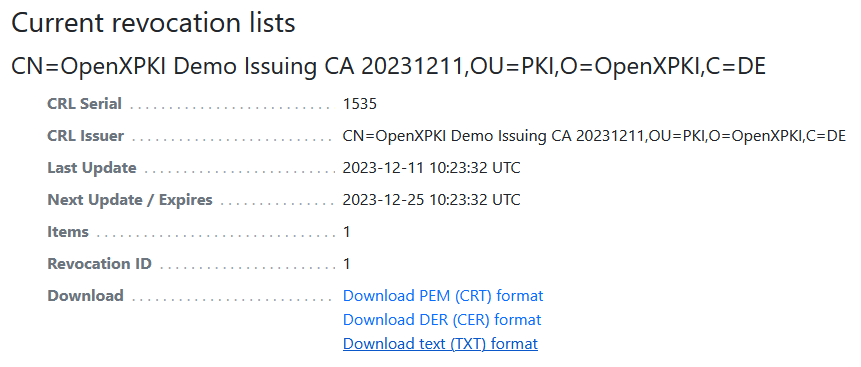 Current revocation lists
CN=OpenXPKI Demo Issuing CA 20231211,OU=PKI,O=OpenXPKI,C=DE
CRL Serial . . . . . . . . . . . . . . . . . . . . . . . . . . 1535
CRL Issuer . . . . . . . . . . . . . . . . . . . . . . . . . . CN=OpenXPKI Demo Issuing CA 20231211,OU=PKI,O=OpenXPKI,C=DE
Last Update . . . . . . . . . . . . . . . . . . . . . . . . . 2023-12-11 10:23:32 UTC
Next Update / Expires . . . . . . . . . . . . . . . 2023-12-25 10:23:32 UTC
Items . . . . . . . . . . . . . . . . . . . . . . . . . . . . . . . 1
Revocation ID . . . . . . . . . . . . . . . . . . . . . . . 1
Download . . . . . . . . . . . . . . . . . . . . . . . . . . Download PEM (CRT) format
Download DER (CER) format
Download text (TXT) format